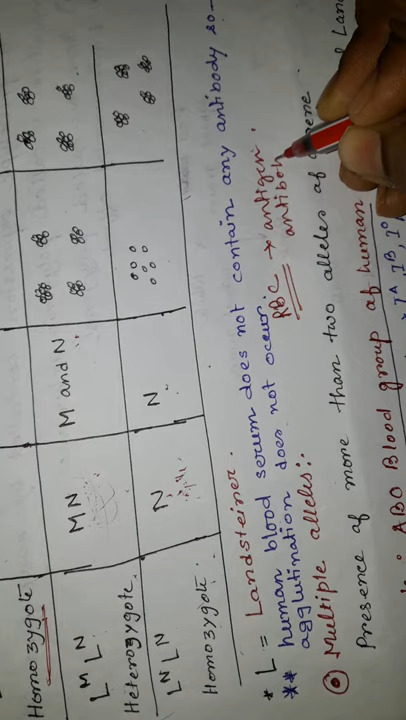 Homozygote
L^M L^N MN M and N
Heterozygote
L^N L^N N N
Homozygote
* L = Landsteiner.
** human blood serum does not contain any antibody so-
agglutination does not occur.
RBC → antigen.
antibon
Multiple alleles:
Presence of more than two alleles of gene
ABO Blood group of human
I^A, I^B, I^O